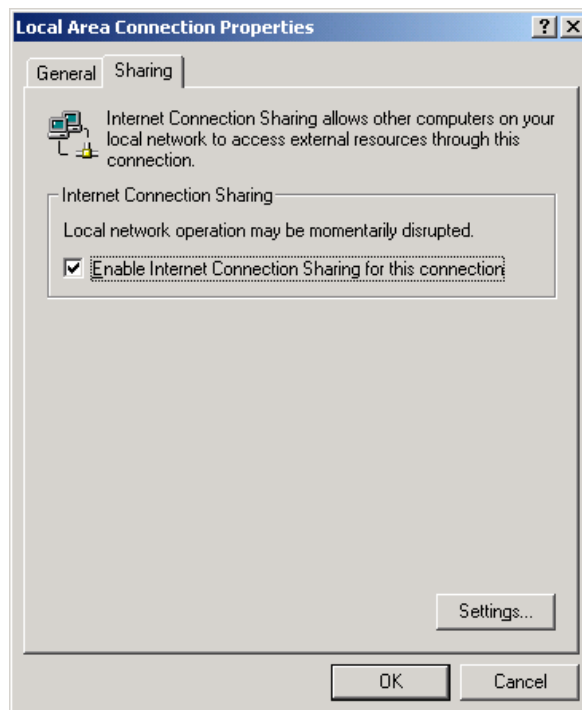 Local Area Connection Properties
General Sharing
Internet Connection Sharing allows other computers on your
local network to access external resources through this
connection.
Internet Connection Sharing
Local network operation may be momentarily disrupted.
Enable Internet Connection Sharing for this connection
Settings...
OK Cancel